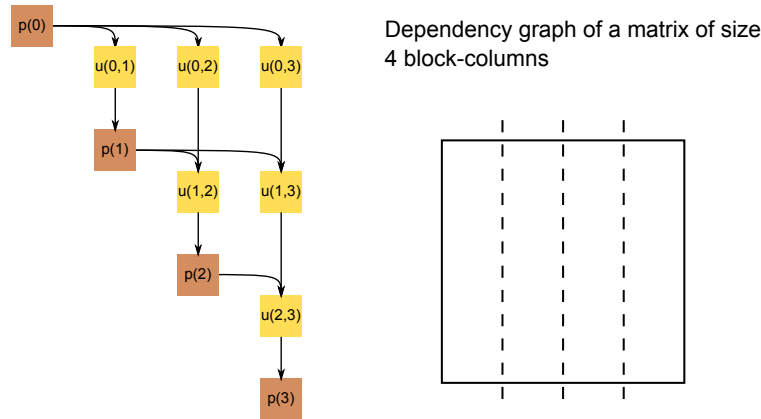 p(0)
Dependency graph of a matrix of size
4 block-columns
u(0,1) u(0,2) u(0,3)
p(1)
u(1,2) u(1,3)
p(2)
u(2,3)
p(3)